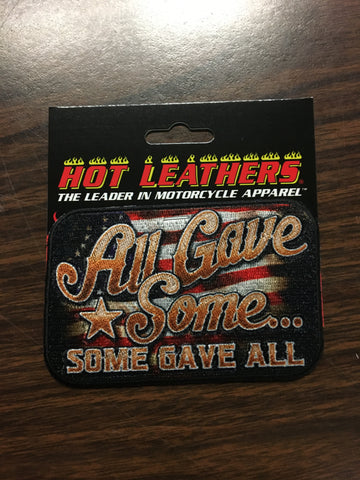 HOT LEATHERS
THE LEADER IN MOTORCYCLE APPAREL™
All Gave
Some...
SOME GAVE ALL